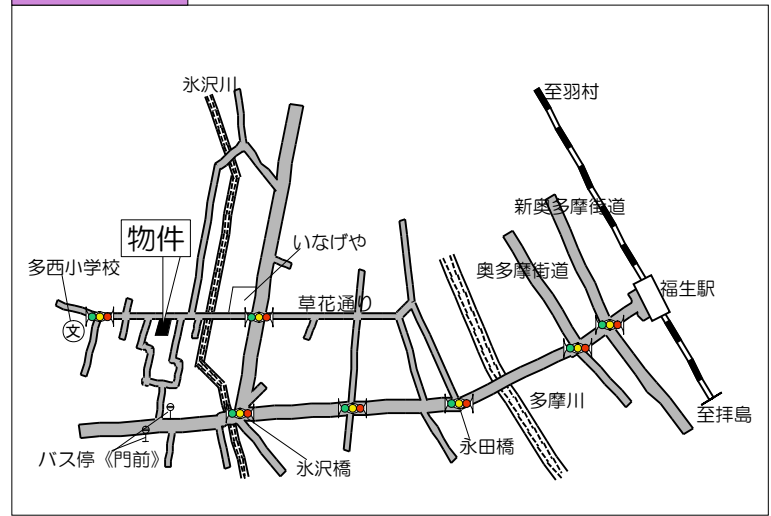 氷沢川
至羽村
新奥多摩街道
物件
いなげや
多西小学校
奥多摩街道
福生駅
草花通り
文
多摩川
至拝島
永田橋
バス停《門前》
氷沢橋